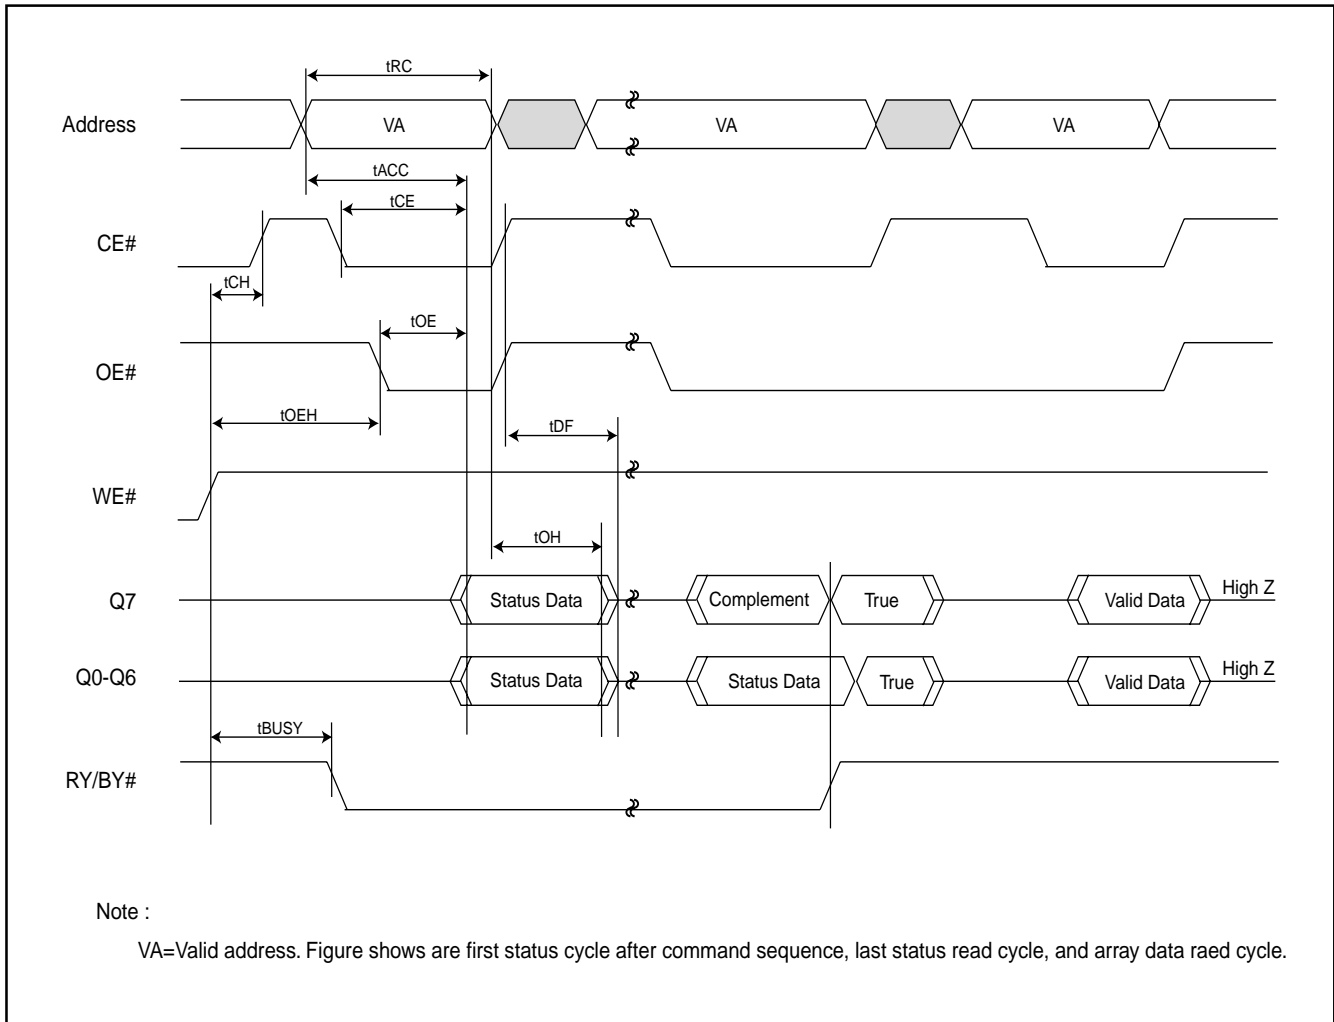 tRC
Address
VA
VA
VA
tACC
tCE
CE#
tCH
tOE
OE#
tOEH
tDF
WE#
tOH
Q7
Status Data
Complement
True
Valid Data
High Z
Q0-Q6
Status Data
Status Data
True
Valid Data
High Z
tBUSY
RY/BY#
Note :
VA=Valid address. Figure shows are first status cycle after command sequence, last status read cycle, and array data raed cycle.